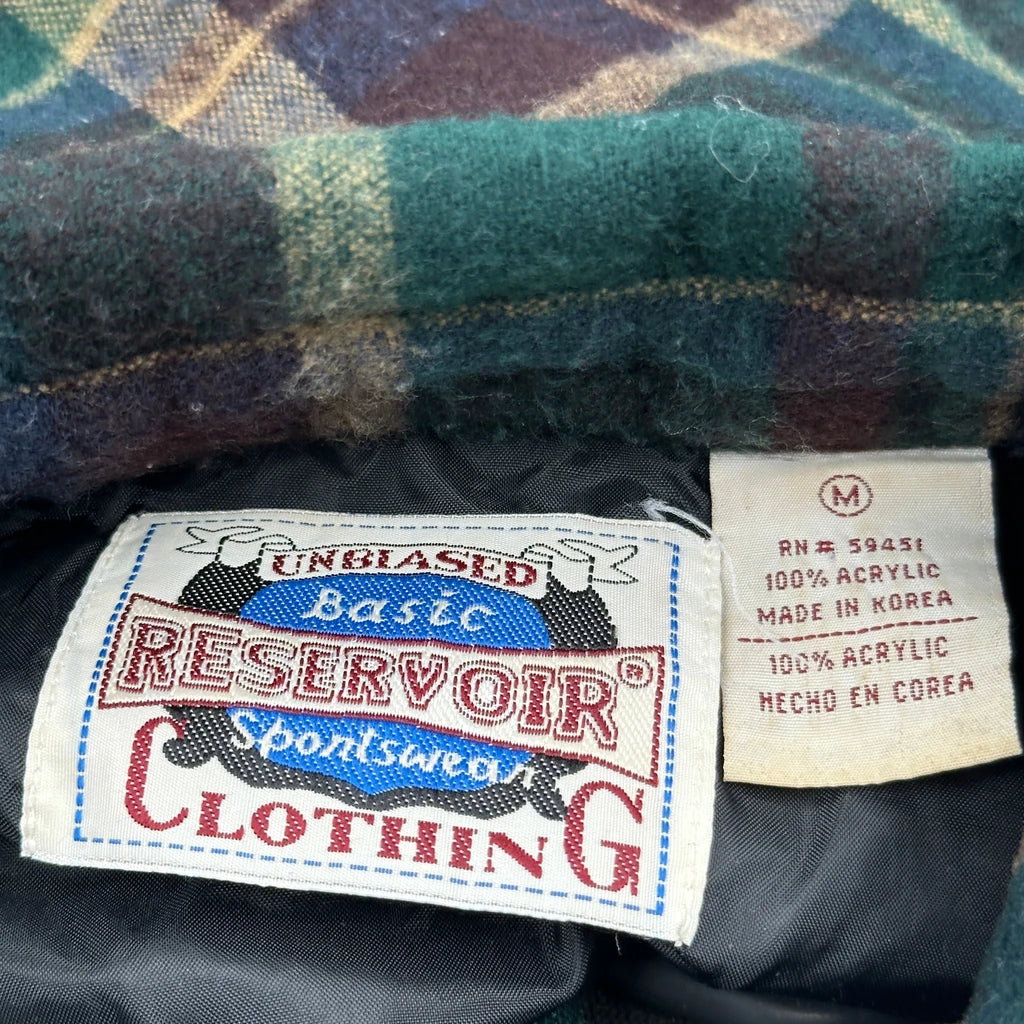 UNBIASED
Basic
RESERVOIR®
Sportswear
CLOTHING
M
RN # 59451
100% ACRYLIC
MADE IN KOREA
100% ACRYLIC
HECHO EN COREA